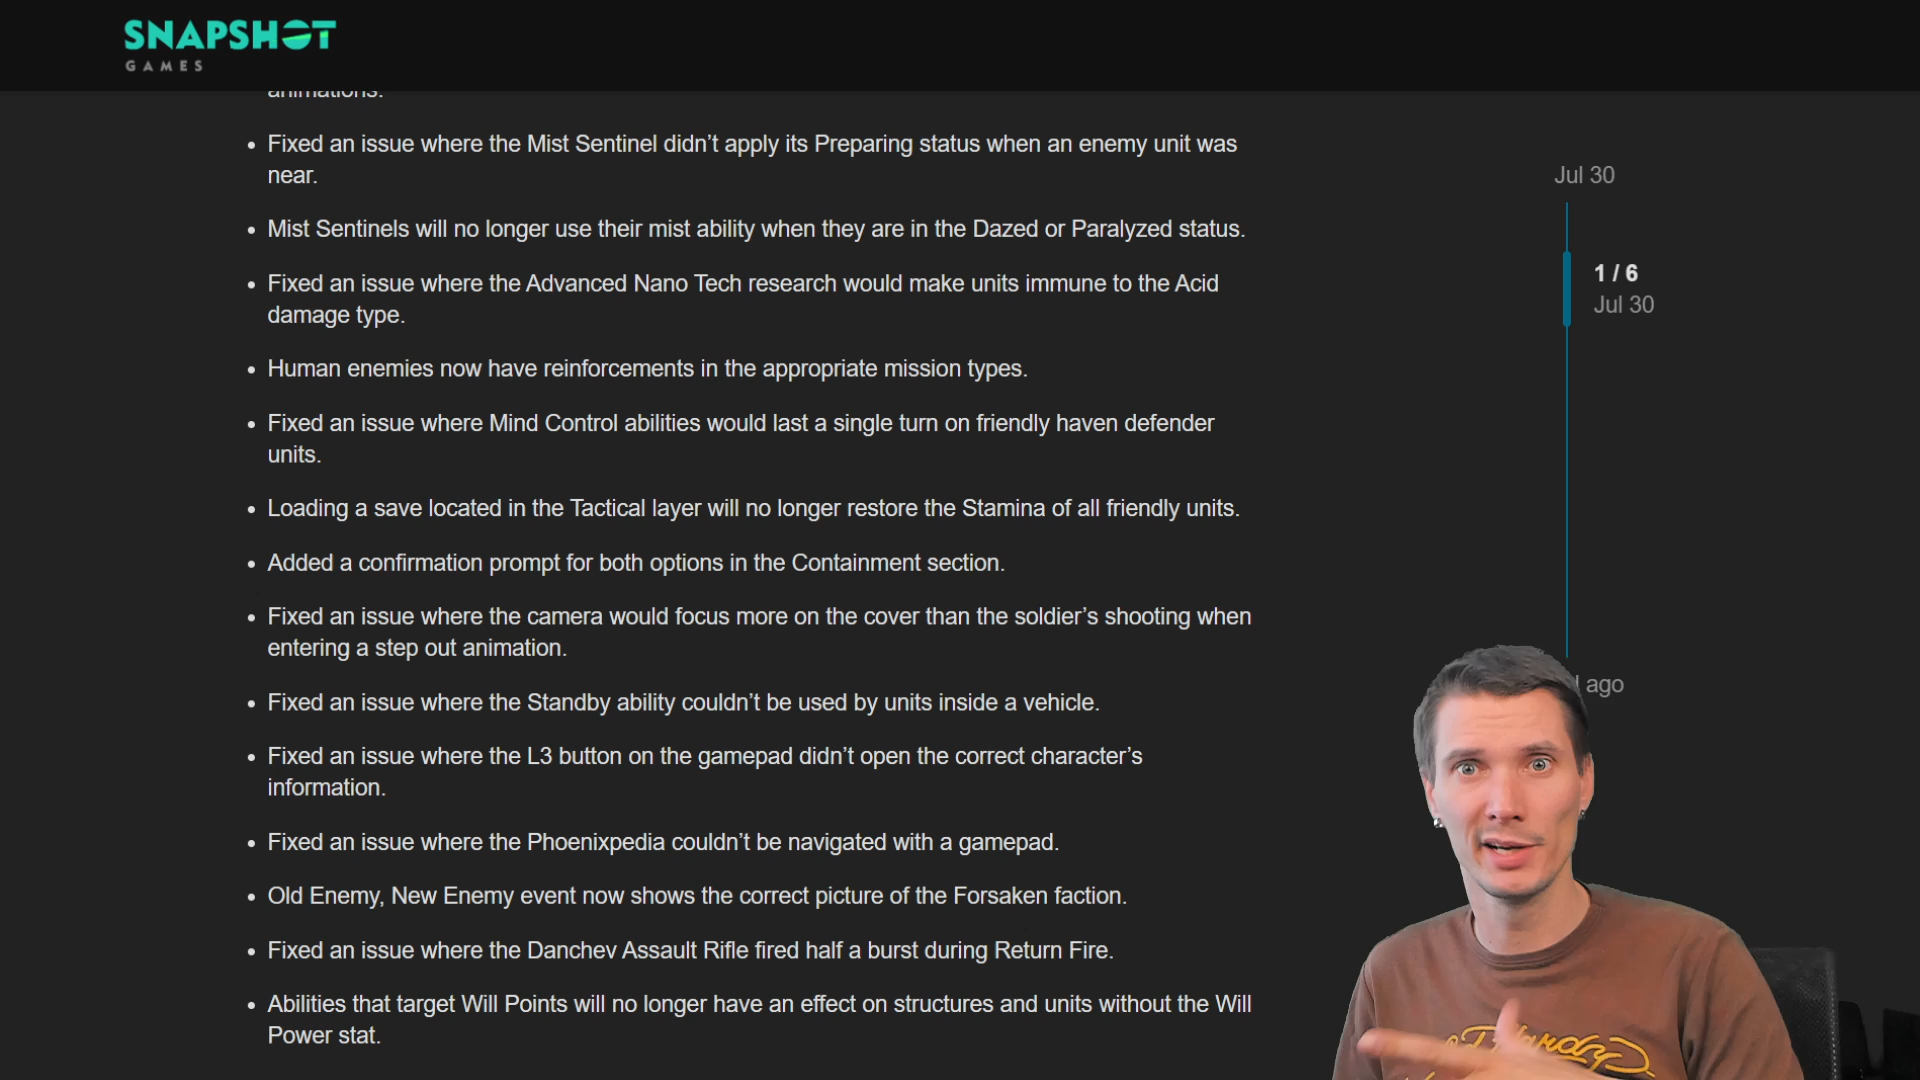 SNAPSHOT
GAMES
animations.
Fixed an issue where the Mist Sentinel didn’t apply its Preparing status when an enemy unit was
near.
Mist Sentinels will no longer use their mist ability when they are in the Dazed or Paralyzed status.
Fixed an issue where the Advanced Nano Tech research would make units immune to the Acid
damage type.
Human enemies now have reinforcements in the appropriate mission types.
Fixed an issue where Mind Control abilities would last a single turn on friendly haven defender
units.
Loading a save located in the Tactical layer will no longer restore the Stamina of all friendly units.
Added a confirmation prompt for both options in the Containment section.
Fixed an issue where the camera would focus more on the cover than the soldier’s shooting when
entering a step out animation.
Fixed an issue where the Standby ability couldn’t be used by units inside a vehicle.
Fixed an issue where the L3 button on the gamepad didn’t open the correct character’s
information.
Fixed an issue where the Phoenixpedia couldn’t be navigated with a gamepad.
Old Enemy, New Enemy event now shows the correct picture of the Forsaken faction.
Fixed an issue where the Danchev Assault Rifle fired half a burst during Return Fire.
Abilities that target Will Points will no longer have an effect on structures and units without the Will
Power stat.
Jul 30
1 / 6
Jul 30
ago